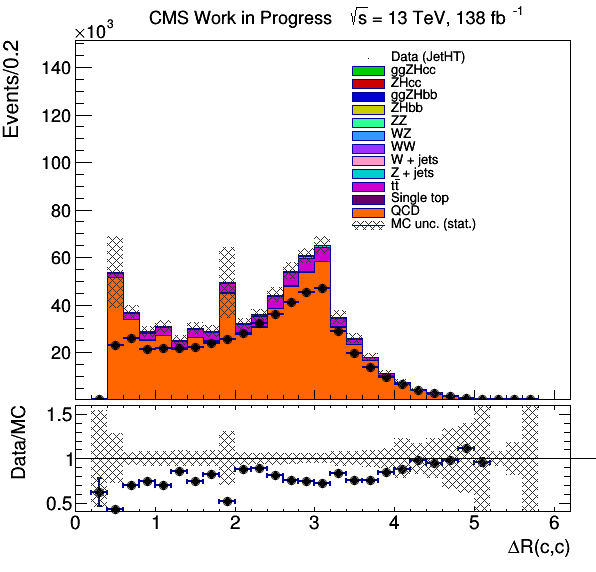 CMS Work in Progress √s = 13 TeV, 138 fb⁻¹
×10³
Events/0.2
140
120
100
80
60
40
20
Data (JetHT)
ggZHcc
ZHcc
ggZHbb
ZHbb
ZZ
WZ
WW
W + jets
Z + jets
tt̄
Single top
QCD
MC unc. (stat.)
Data/MC
1.5
1
0.5
0 1 2 3 4 5 6
ΔR(c,c)